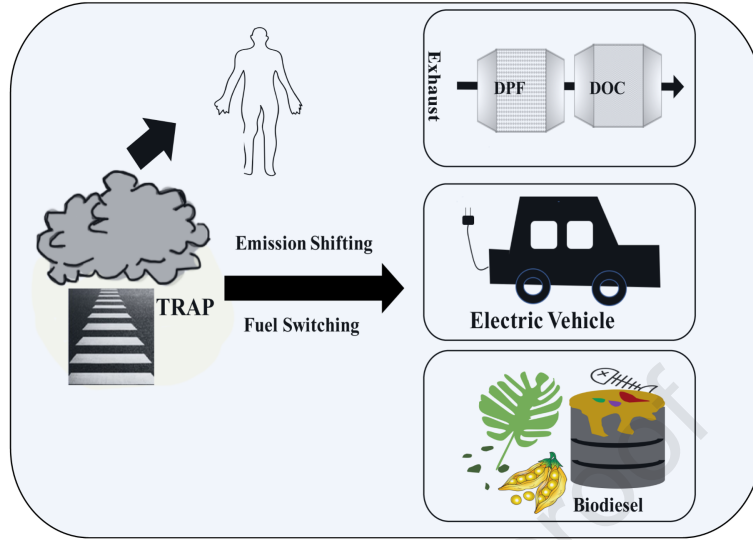 Exhaust
DPF
DOC
Emission Shifting
TRAP
Fuel Switching
Electric Vehicle
Biodiesel